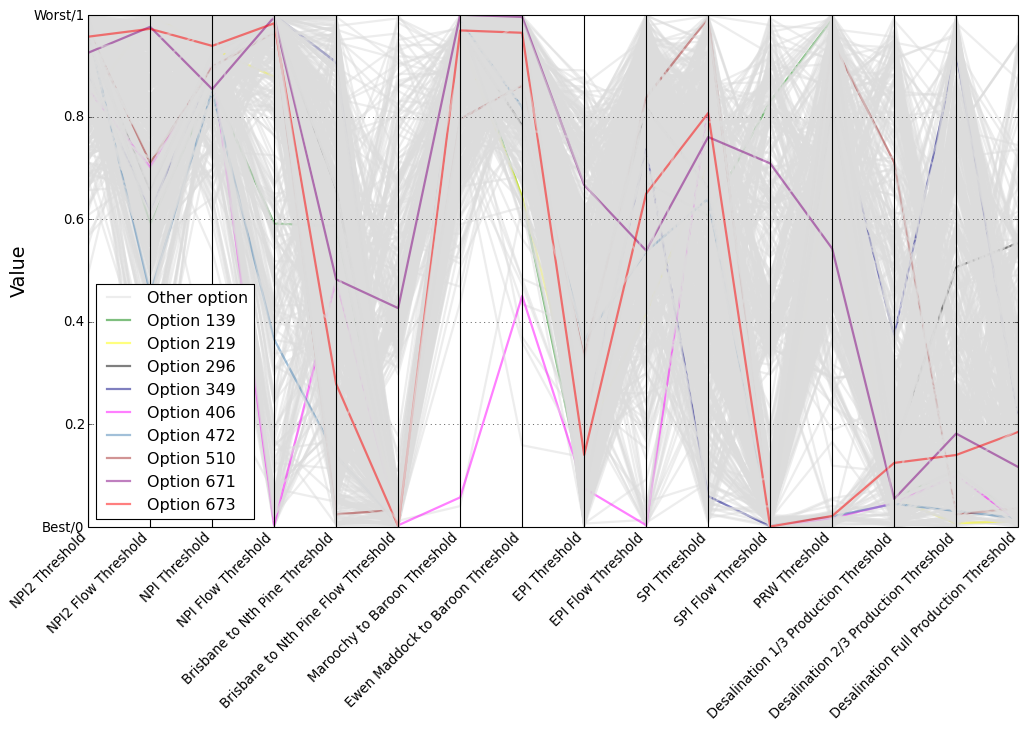 Worst/1
0.8
0.6
0.4
0.2
Best/0
Value
Other option
Option 139
Option 219
Option 296
Option 349
Option 406
Option 472
Option 510
Option 671
Option 673
NPI2 Threshold
NPI2 Flow Threshold
NPI Threshold
NPI Flow Threshold
Brisbane to Nth Pine Threshold
Brisbane to Nth Pine Flow Threshold
Maroochy to Baroon Threshold
Ewen Maddock to Baroon Threshold
EPI Threshold
EPI Flow Threshold
SPI Threshold
SPI Flow Threshold
PRW Threshold
Desalination 1/3 Production Threshold
Desalination 2/3 Production Threshold
Desalination Full Production Threshold